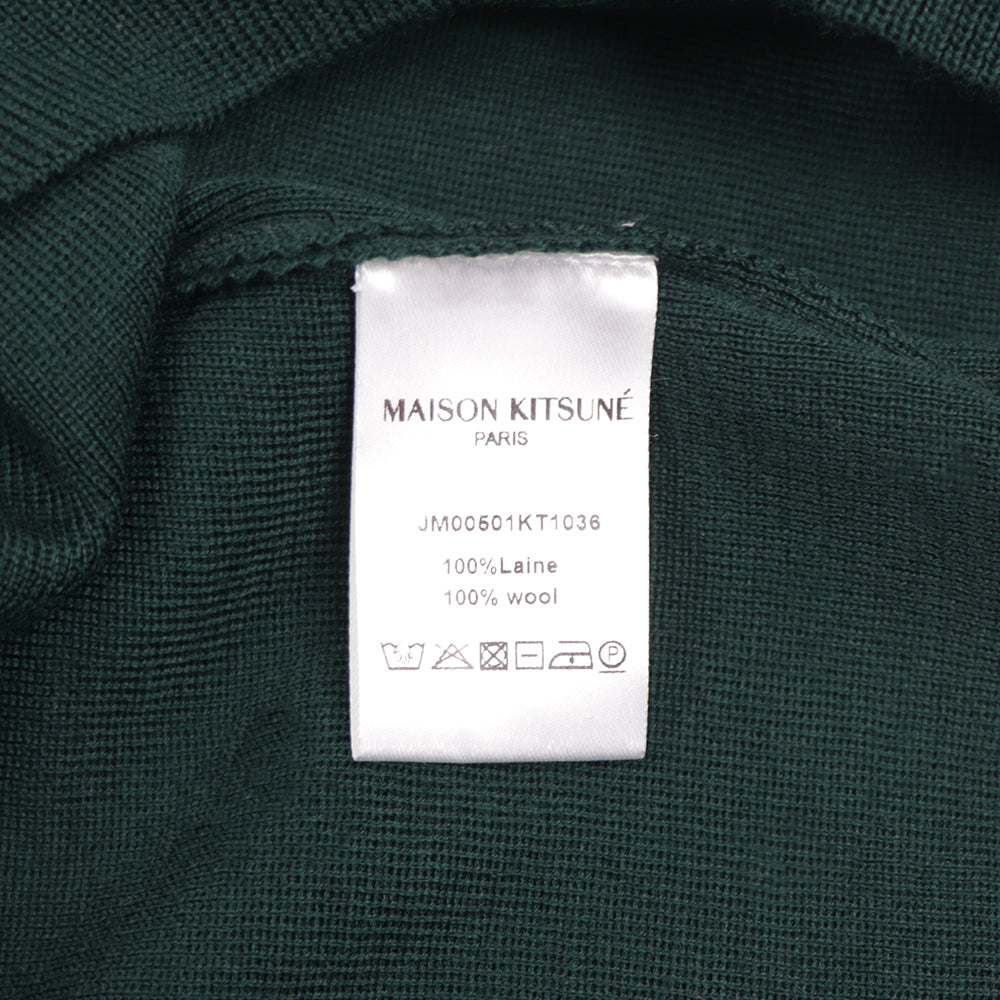 MAISON KITSUNÉ
PARIS
JM00501KT1036
100%Laine
100% wool
P